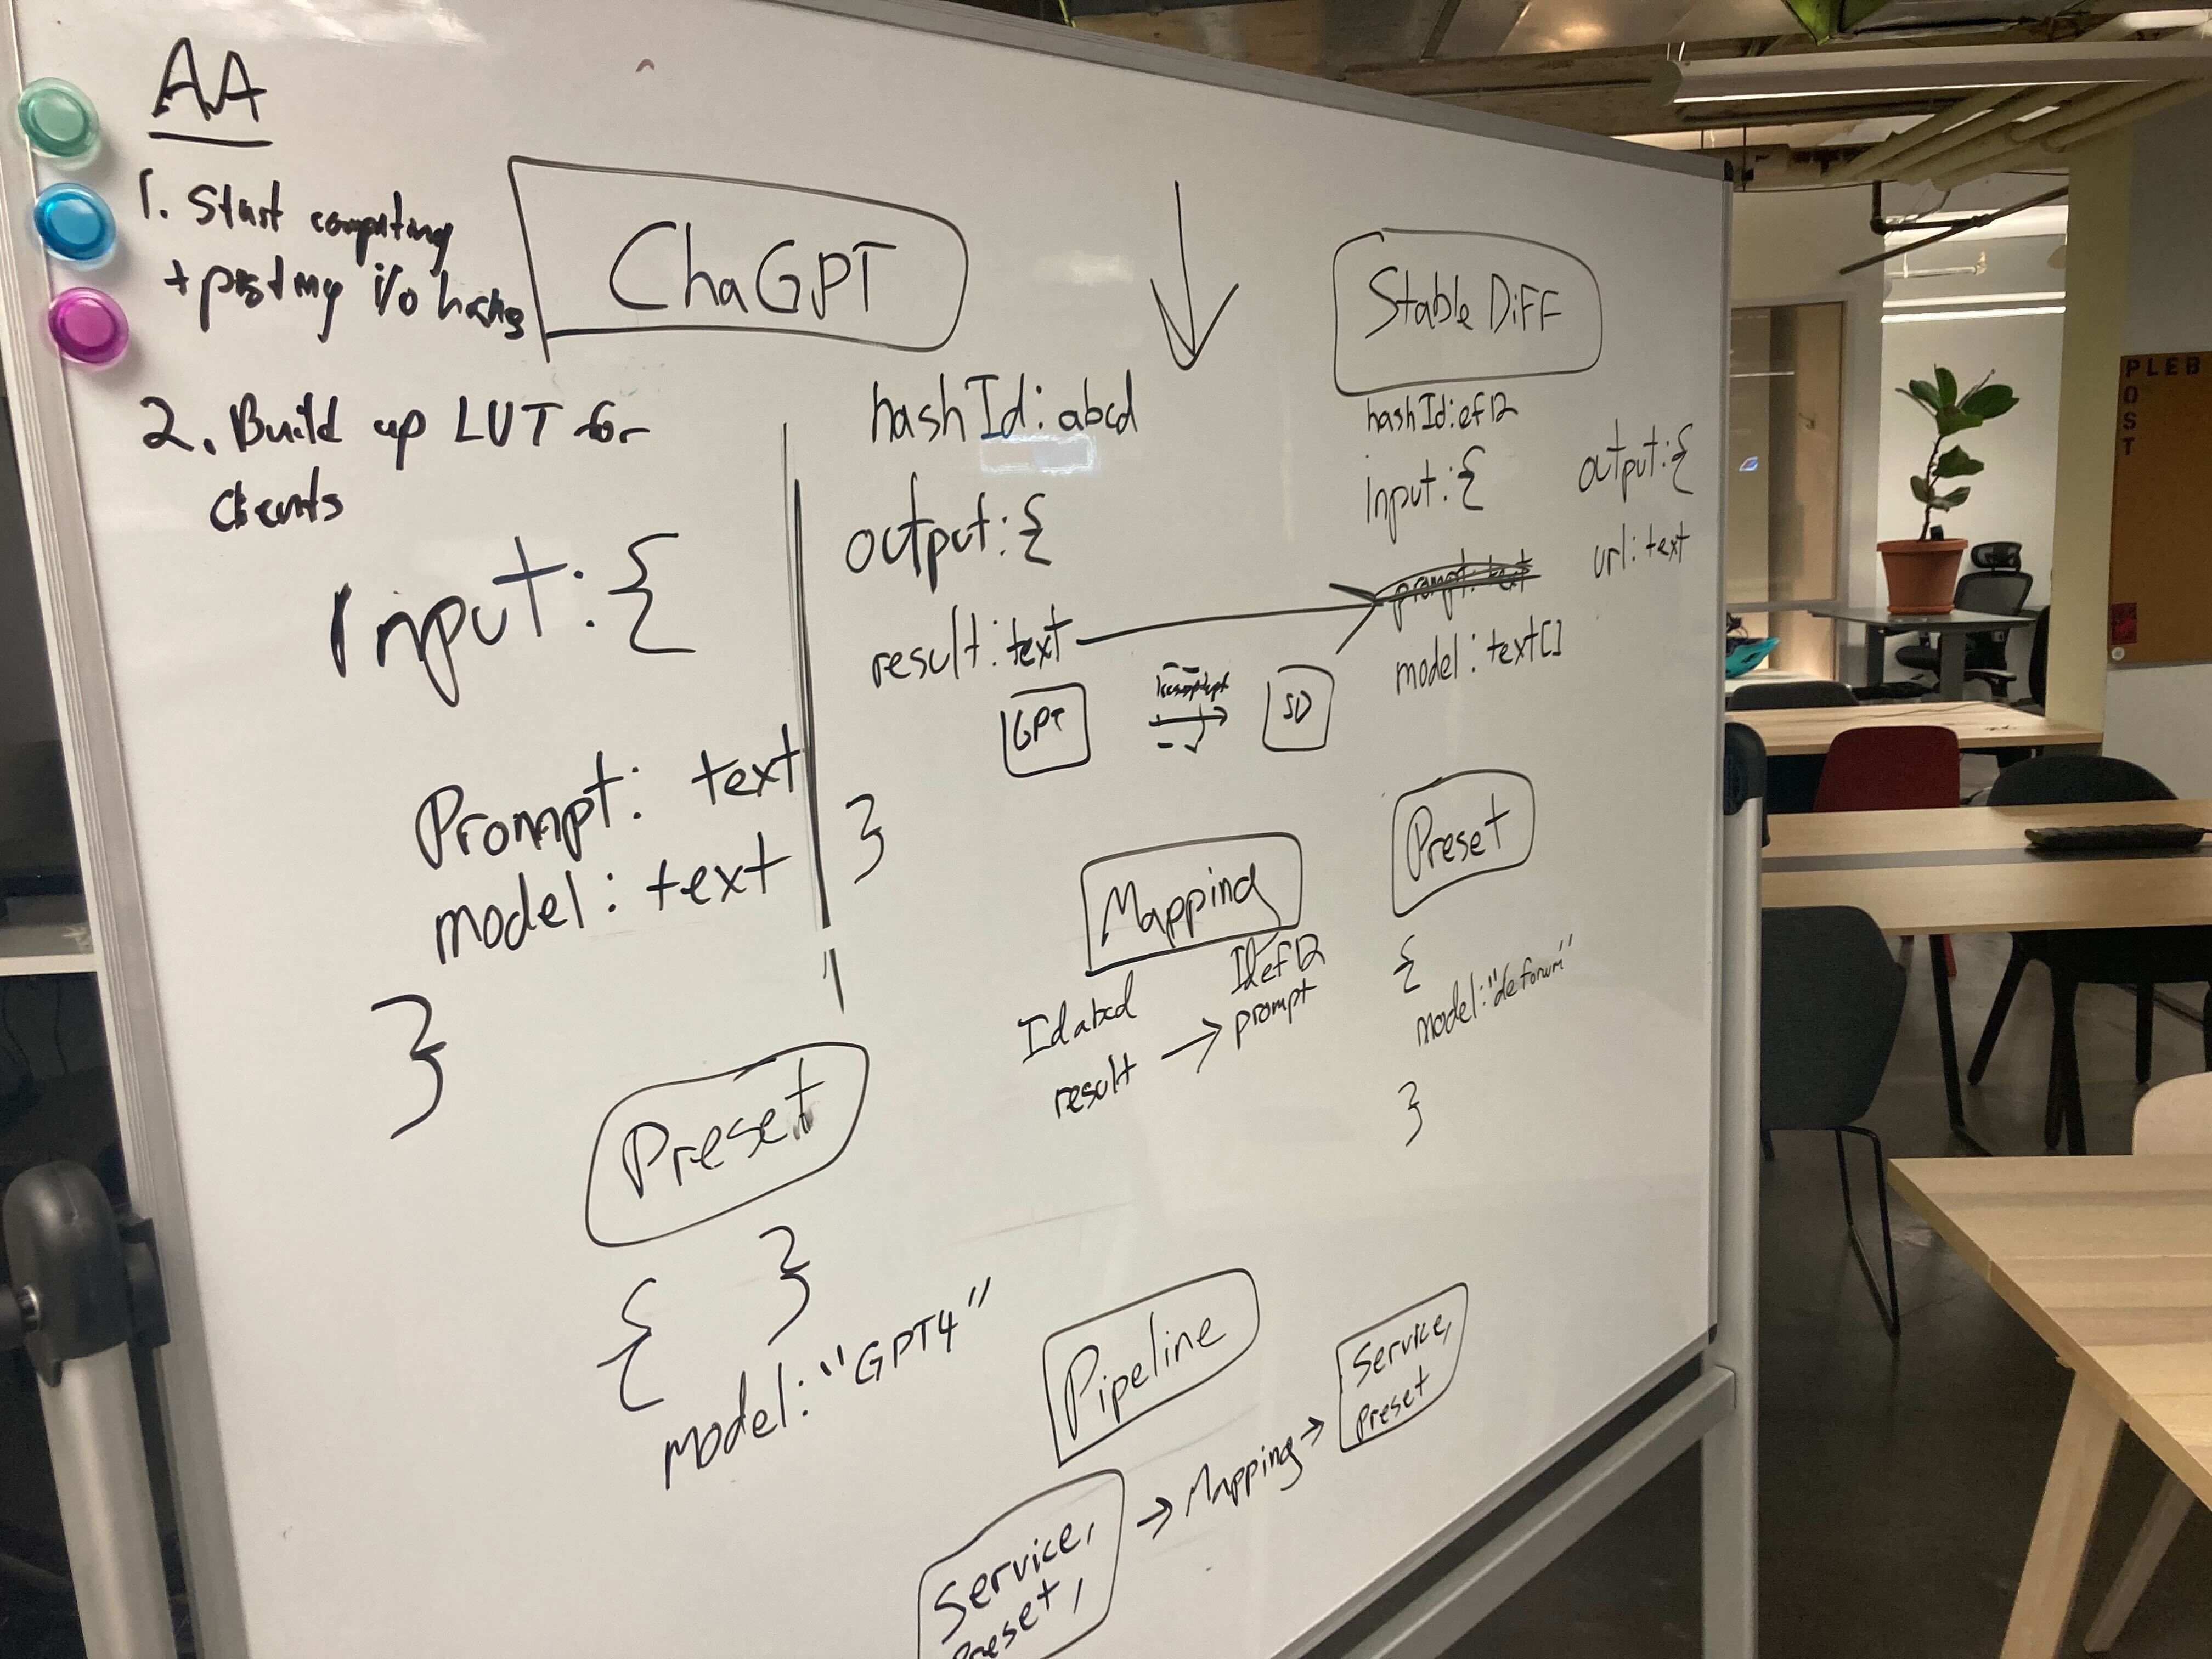 AA
1. Start computing
+ posting i/o hashes
2. Build up LUT for
clients
ChaGPT
Input: {
Prompt: text
model: text
}
hashId: abcd
output: {
result: text
}
Stable Diff
hashId: ef12
input: {
prompt: text
model: text[]
output: {
url: text
GPT
SD
Mapping
Id abcd
Id ef12
result → prompt
Preset
{
model: "deforum"
}
Preset
{ }
model: "GPT4"
Pipeline
Service,
Preset,
→ Mapping →
Service,
Preset
PLEB
POST